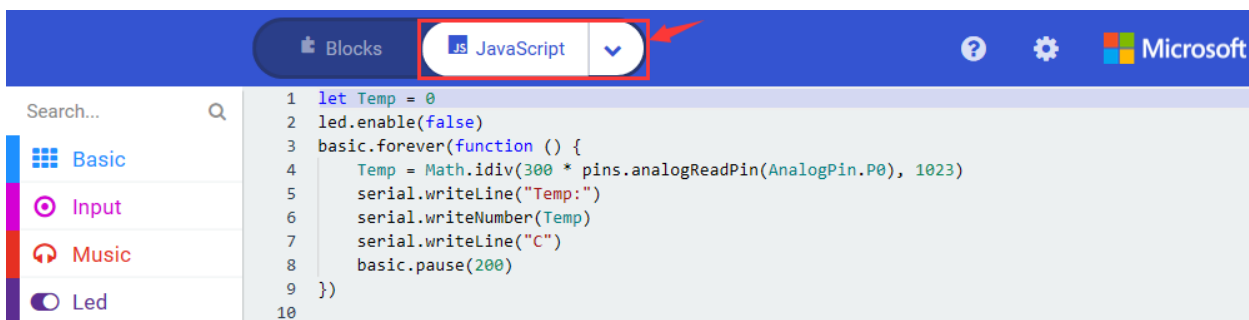 Blocks
JS JavaScript
Microsoft
Search...
Basic
Input
Music
Led
1 let Temp = 0
2 led.enable(false)
3 basic.forever(function () {
4     Temp = Math.idiv(300 * pins.analogReadPin(AnalogPin.P0), 1023)
5     serial.writeLine("Temp:")
6     serial.writeNumber(Temp)
7     serial.writeLine("C")
8     basic.pause(200)
9 })
10